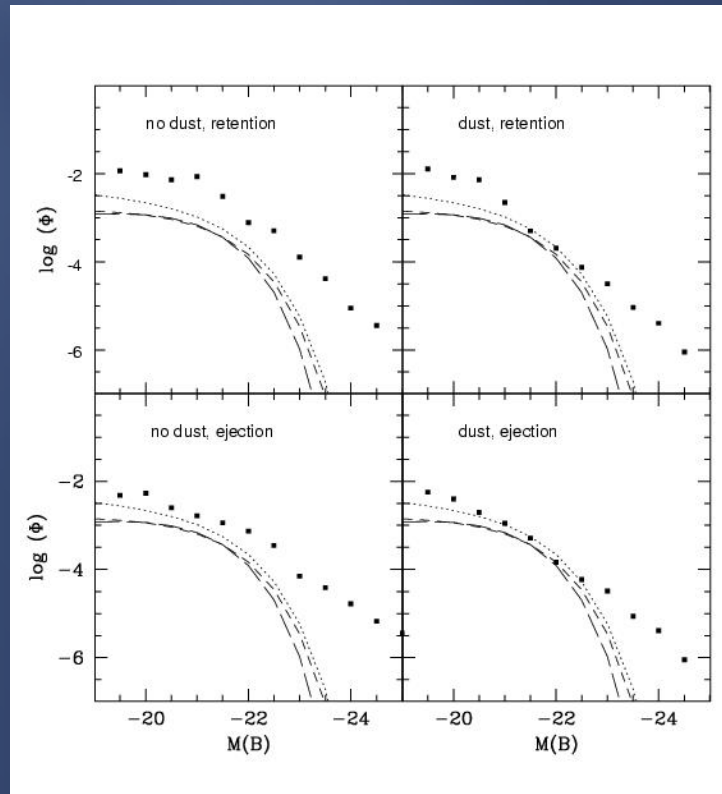 no dust, retention
dust, retention
-2
-4
-6
log (Φ)
no dust, ejection
dust, ejection
-2
-4
-6
log (Φ)
-20
-22
-24
-20
-22
-24
M(B)
M(B)